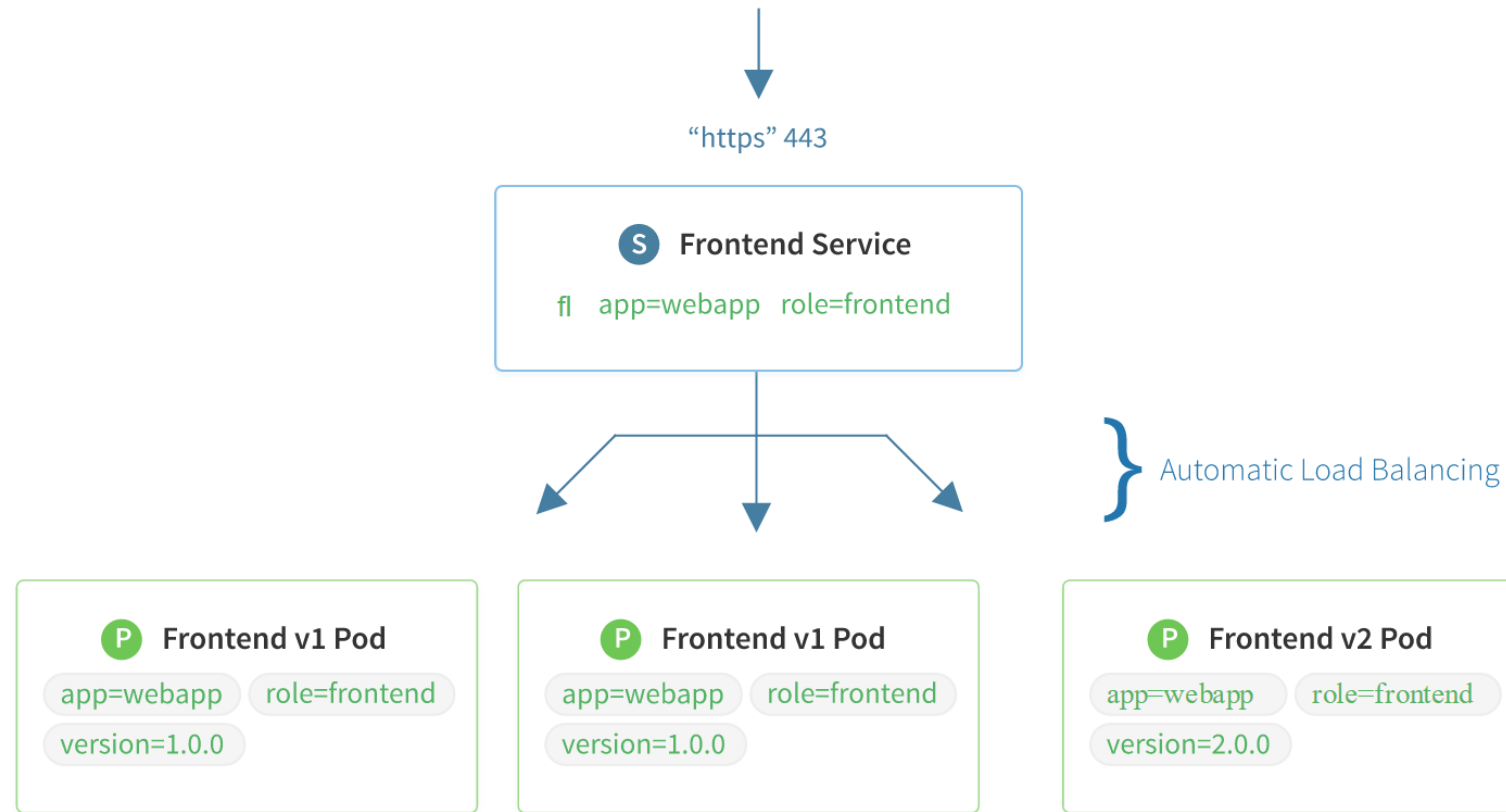 “https” 443
S Frontend Service
ﬂ app=webapp role=frontend
} Automatic Load Balancing
P Frontend v1 Pod
app=webapp role=frontend
version=1.0.0
P Frontend v1 Pod
app=webapp role=frontend
version=1.0.0
P Frontend v2 Pod
app=webapp role=frontend
version=2.0.0